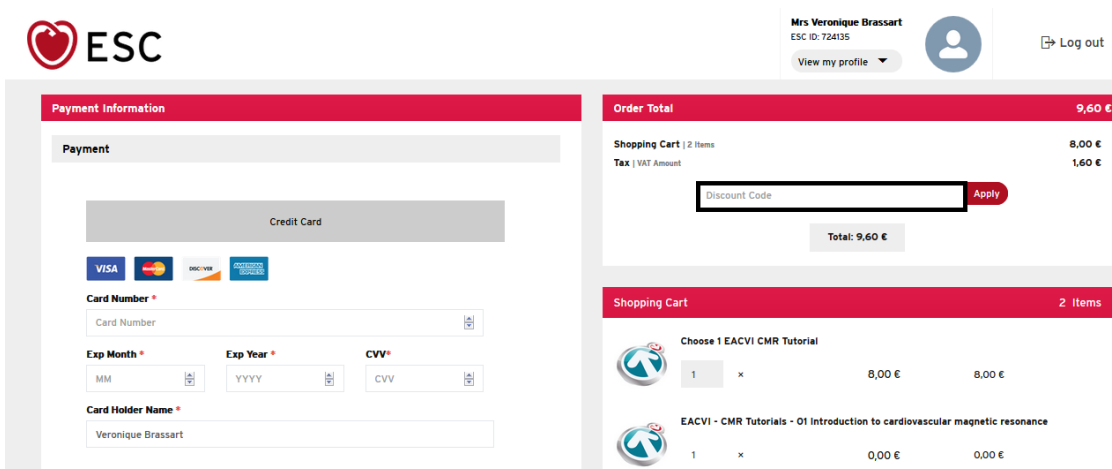 ESC
Mrs Veronique Brassart
ESC ID: 724135
View my profile
Log out
Payment Information
Payment
Credit Card
VISA
MasterCard
DISCOVER
AMERICAN EXPRESS
Card Number *
Card Number
Exp Month * Exp Year * CVV*
MM YYYY CVV
Card Holder Name *
Veronique Brassart
Order Total 9,60 €
Shopping Cart | 2 Items 8,00 €
Tax | VAT Amount 1,60 €
Discount Code Apply
Total: 9,60 €
Shopping Cart 2 Items
Choose 1 EACVI CMR Tutorial
1 × 8,00 € 8,00 €
EACVI - CMR Tutorials - 01 Introduction to cardiovascular magnetic resonance
1 × 0,00 € 0,00 €